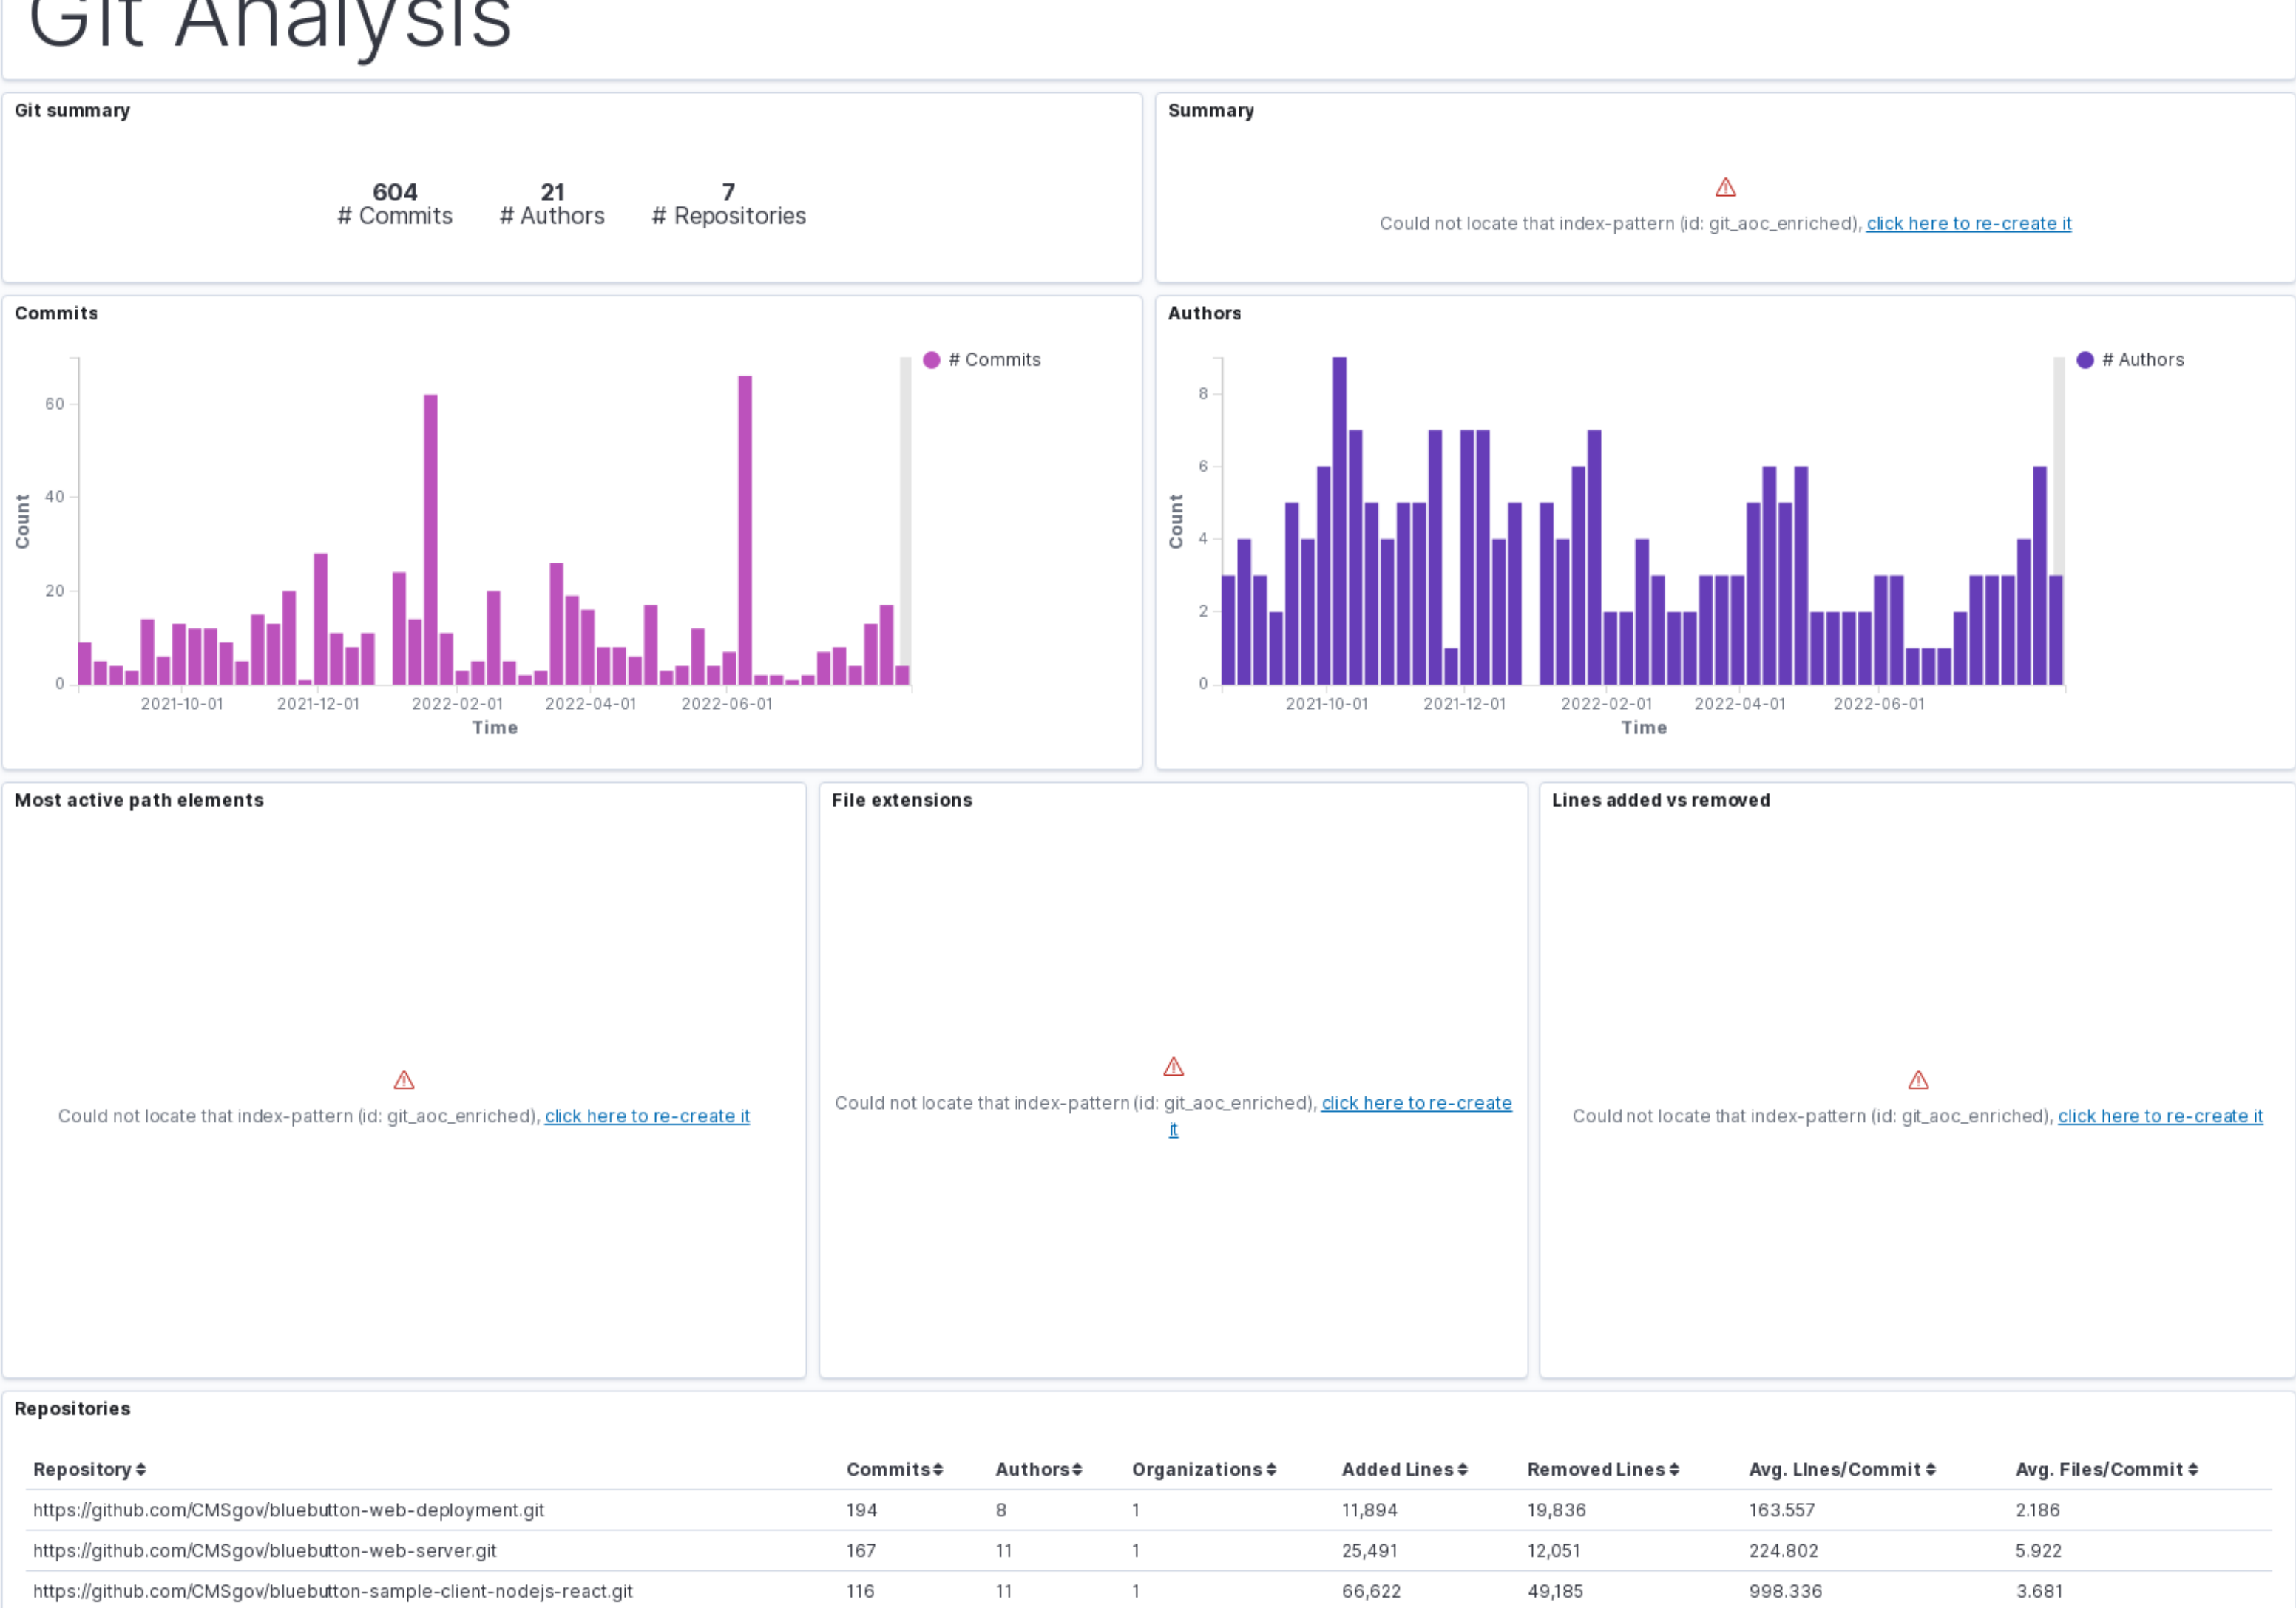 Git Analysis
Git summary
604
# Commits
21
# Authors
7
# Repositories
Summary
Could not locate that index-pattern (id: git_aoc_enriched), click here to re-create it
Commits
# Commits
60
40
20
0
Count
2021-10-01 2021-12-01 2022-02-01 2022-04-01 2022-06-01
Time
Authors
# Authors
8
6
4
2
0
Count
2021-10-01 2021-12-01 2022-02-01 2022-04-01 2022-06-01
Time
Most active path elements
Could not locate that index-pattern (id: git_aoc_enriched), click here to re-create it
File extensions
Could not locate that index-pattern (id: git_aoc_enriched), click here to re-create
it
Lines added vs removed
Could not locate that index-pattern (id: git_aoc_enriched), click here to re-create it
Repositories
Repository Commits Authors Organizations Added Lines Removed Lines Avg. LInes/Commit Avg. Files/Commit
https://github.com/CMSgov/bluebutton-web-deployment.git 194 8 1 11,894 19,836 163.557 2.186
https://github.com/CMSgov/bluebutton-web-server.git 167 11 1 25,491 12,051 224.802 5.922
https://github.com/CMSgov/bluebutton-sample-client-nodejs-react.git 116 11 1 66,622 49,185 998.336 3.681